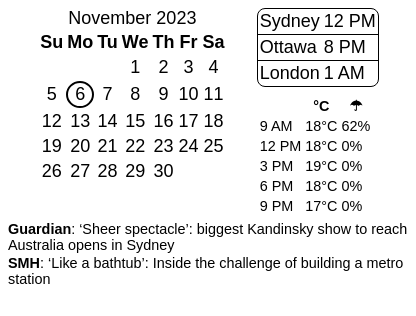 November 2023
Su Mo Tu We Th Fr Sa
1 2 3 4
5 6 7 8 9 10 11
12 13 14 15 16 17 18
19 20 21 22 23 24 25
26 27 28 29 30
Sydney 12 PM
Ottawa 8 PM
London 1 AM
°C ☂
9 AM 18°C 62%
12 PM 18°C 0%
3 PM 19°C 0%
6 PM 18°C 0%
9 PM 17°C 0%
Guardian: ‘Sheer spectacle’: biggest Kandinsky show to reach
Australia opens in Sydney
SMH: ‘Like a bathtub’: Inside the challenge of building a metro
station